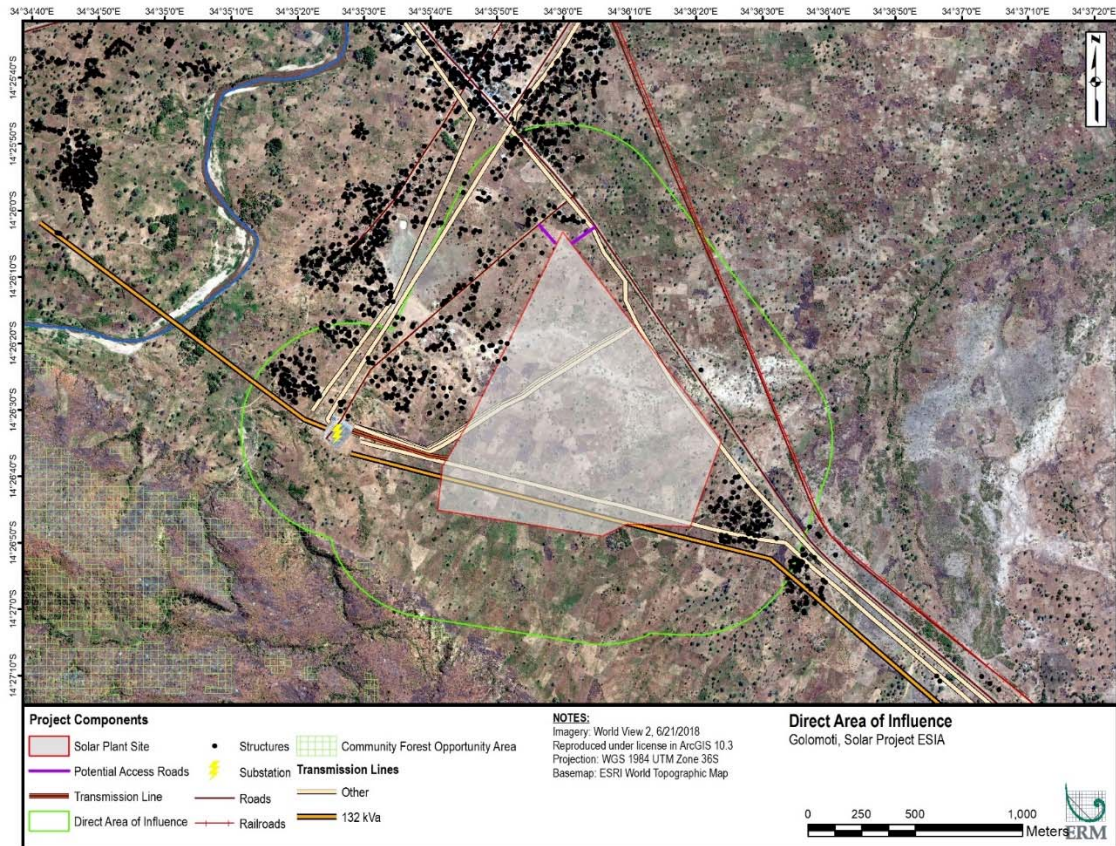 34°34'40"E 34°34'50"E 34°35'0"E 34°35'10"E 34°35'20"E 34°35'30"E 34°35'40"E 34°35'50"E 34°36'0"E 34°36'10"E 34°36'20"E 34°36'30"E 34°36'40"E 34°36'50"E 34°37'0"E 34°37'10"E 34°37'20"E
Z
14°25'40"S
14°25'50"S
14°26'0"S
14°26'10"S
14°26'20"S
14°26'30"S
14°26'40"S
14°26'50"S
14°27'0"S
14°27'10"S
Project Components
Solar Plant Site
Potential Access Roads
Transmission Line
Direct Area of Influence
Structures
Substation
Roads
Railroads
Community Forest Opportunity Area
Transmission Lines
Other
132 kVa
NOTES:
Imagery: World View 2, 6/21/2018
Reproduced under license in ArcGIS 10.3
Projection: WGS 1984 UTM Zone 36S
Basemap: ESRI World Topographic Map
Direct Area of Influence
Golomoti, Solar Project ESIA
0 250 500 1,000
Meters
ERM